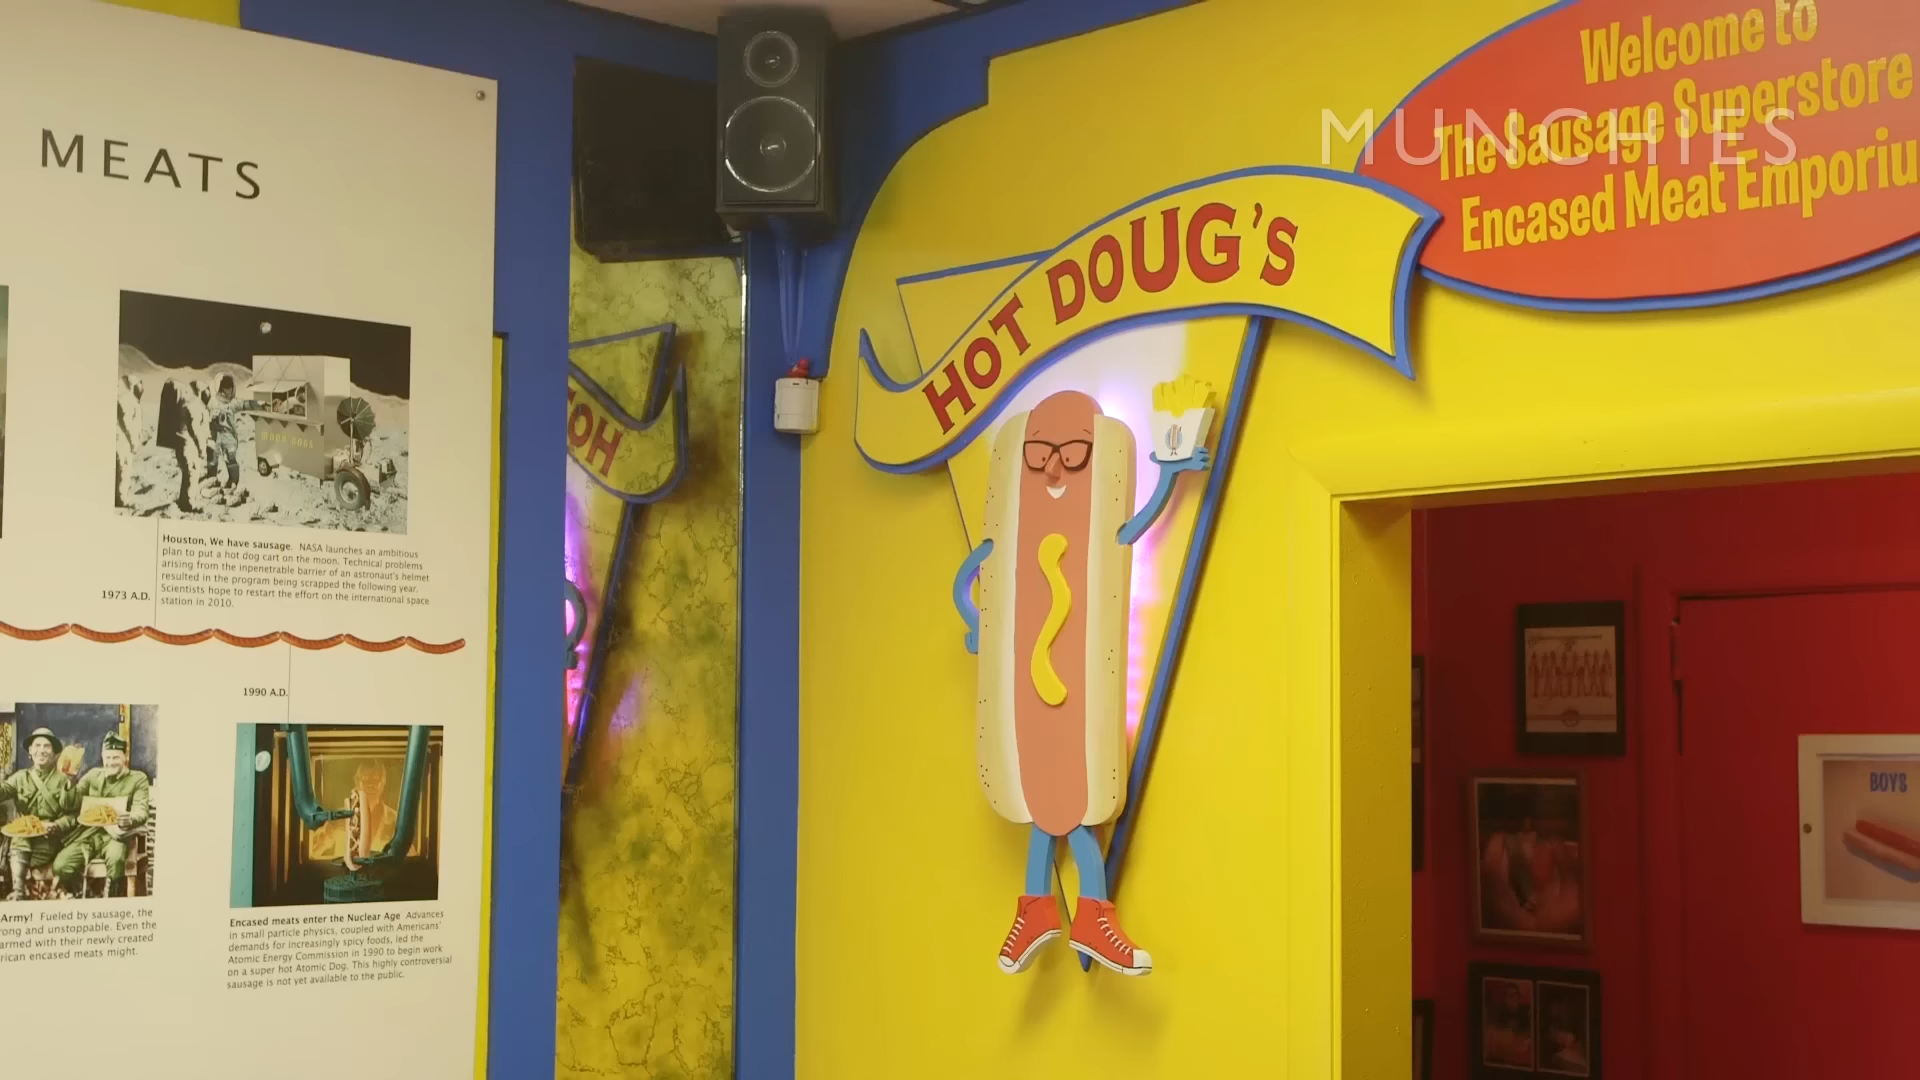 MEATS
Houston, We have sausage. NASA launches an ambitious
plan to put a hot dog cart on the moon. Technical problems
arising from the inpenetrable barrier of an astronaut's helmet
resulted in the program being scrapped the following year.
Scientists hope to restart the effort on the international space
station in 2010.
1973 A.D.
MOON DOGS
1990 A.D.
Army! Fueled by sausage, the
rong and unstoppable. Even the
armed with their newly created
rican encased meats might.
Encased meats enter the Nuclear Age Advances
in small particle physics, coupled with Americans'
demands for increasingly spicy foods, led the
Atomic Energy Commission in 1990 to begin work
on a super hot Atomic Dog. This highly controversial
sausage is not yet available to the public.
HOT
HOT DOUG'S
Welcome to
The Sausage Superstore
Encased Meat Emporiu
MUNCHIES
BOYS